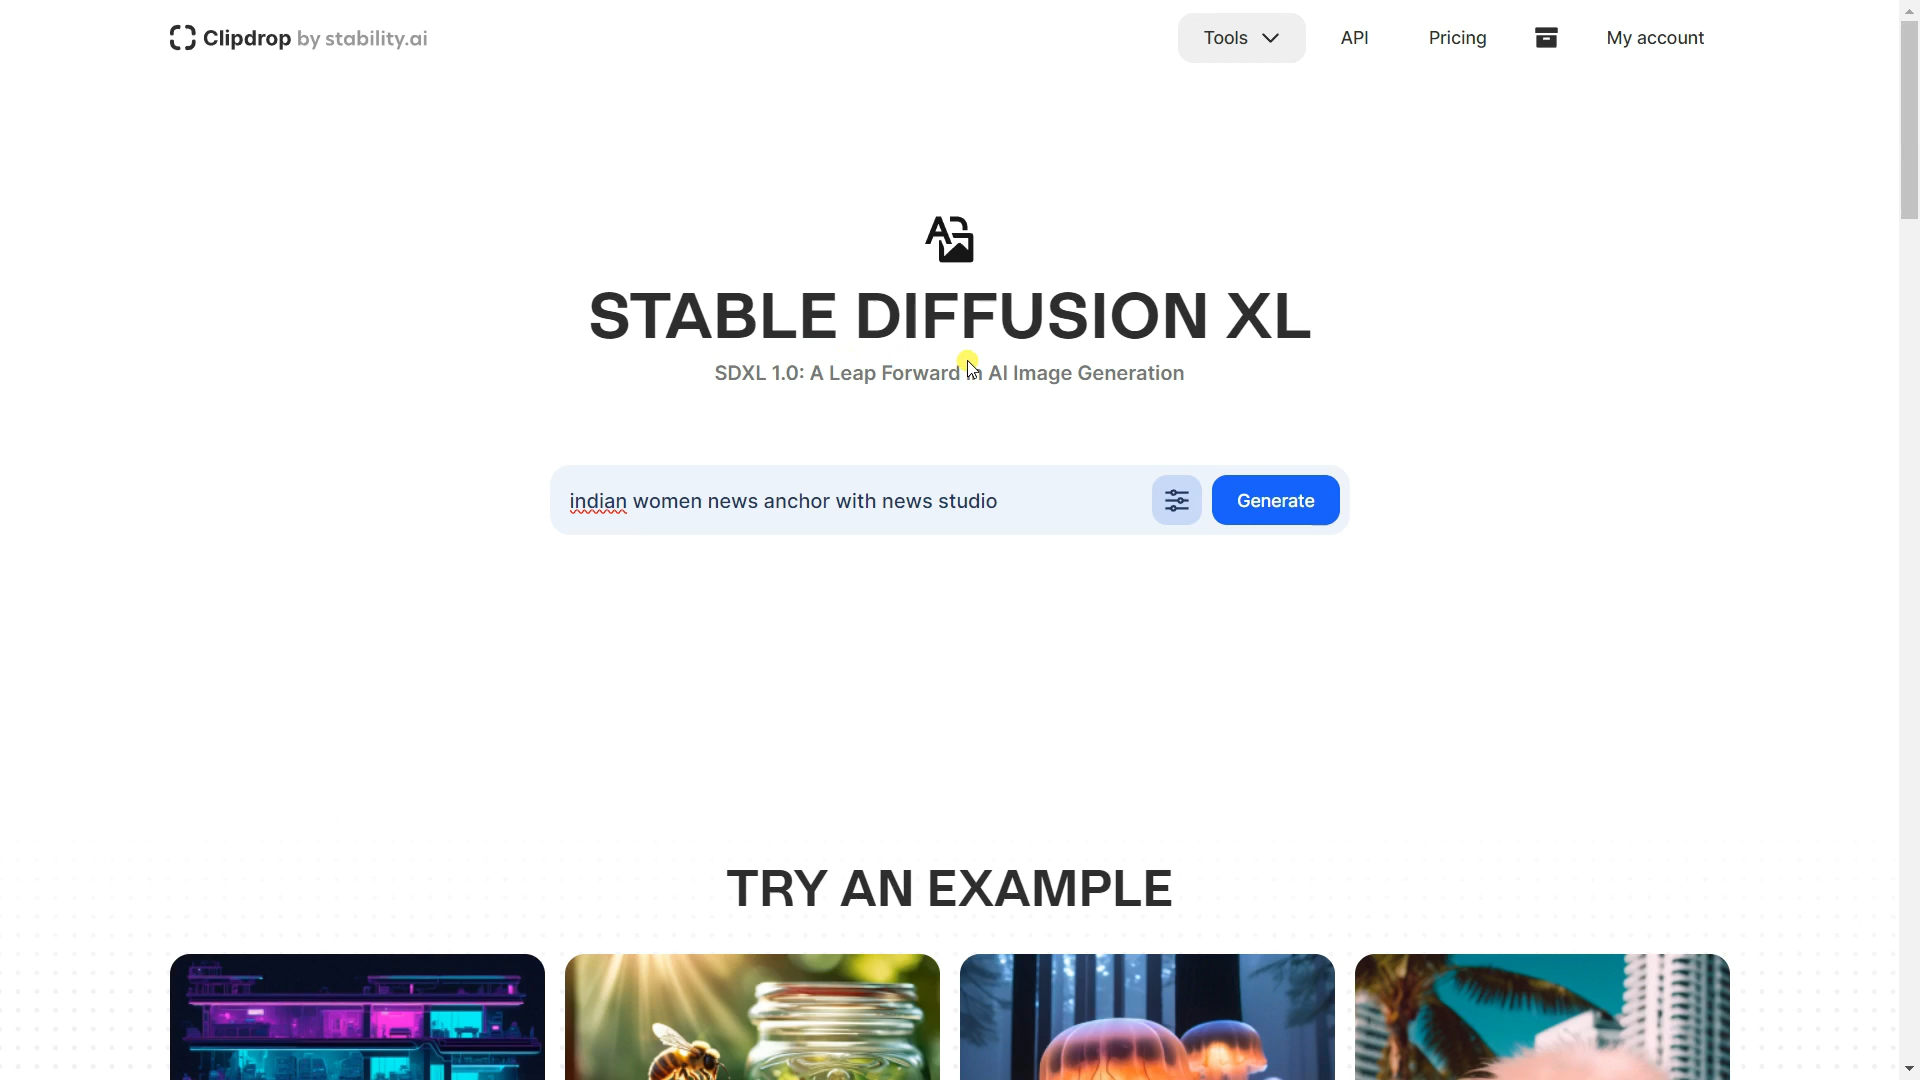 Clipdrop by stability.ai
Tools
API
Pricing
My account
STABLE DIFFUSION XL
SDXL 1.0: A Leap Forward in AI Image Generation
indian women news anchor with news studio
Generate
TRY AN EXAMPLE